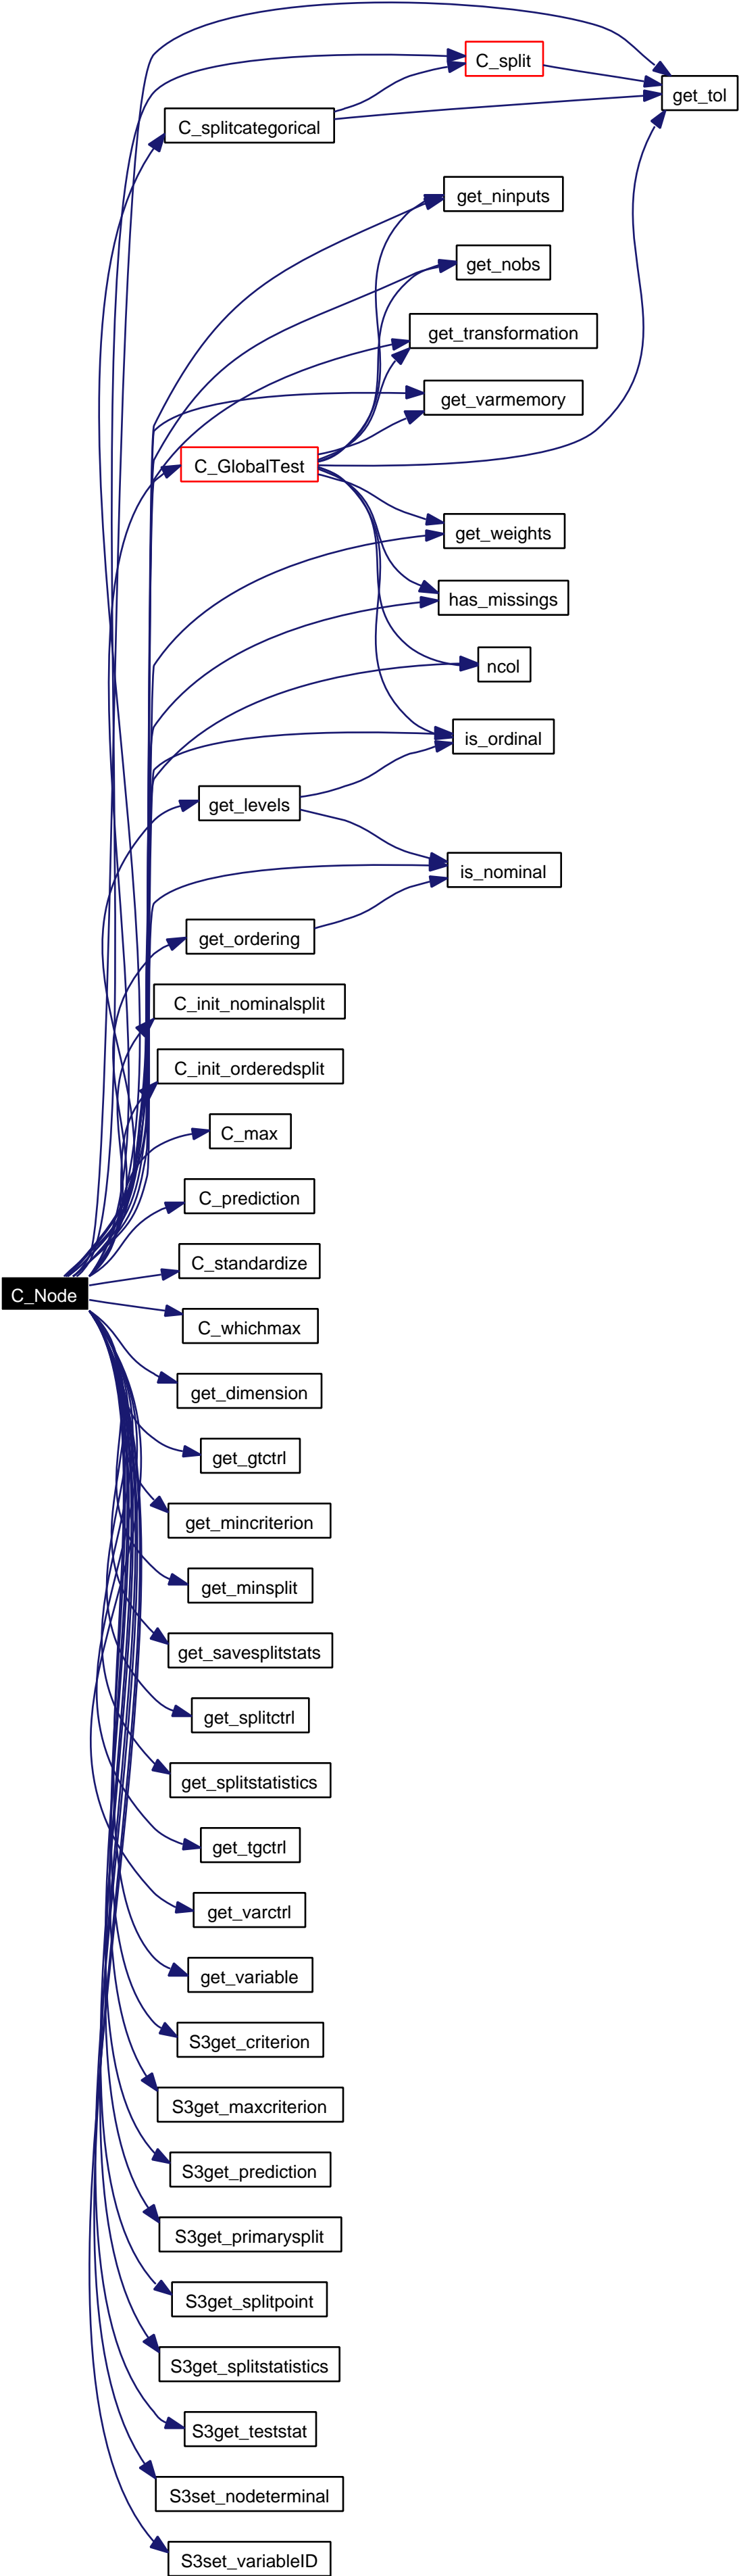 C_split
get_tol
C_splitcategorical
get_ninputs
get_nobs
get_transformation
get_varmemory
C_GlobalTest
get_weights
has_missings
ncol
is_ordinal
get_levels
is_nominal
get_ordering
C_init_nominalsplit
C_init_orderedsplit
C_max
C_prediction
C_standardize
C_Node
C_whichmax
get_dimension
get_gtctrl
get_mincriterion
get_minsplit
get_savesplitstats
get_splitctrl
get_splitstatistics
get_tgctrl
get_varctrl
get_variable
S3get_criterion
S3get_maxcriterion
S3get_prediction
S3get_primarysplit
S3get_splitpoint
S3get_splitstatistics
S3get_teststat
S3set_nodeterminal
S3set_variableID